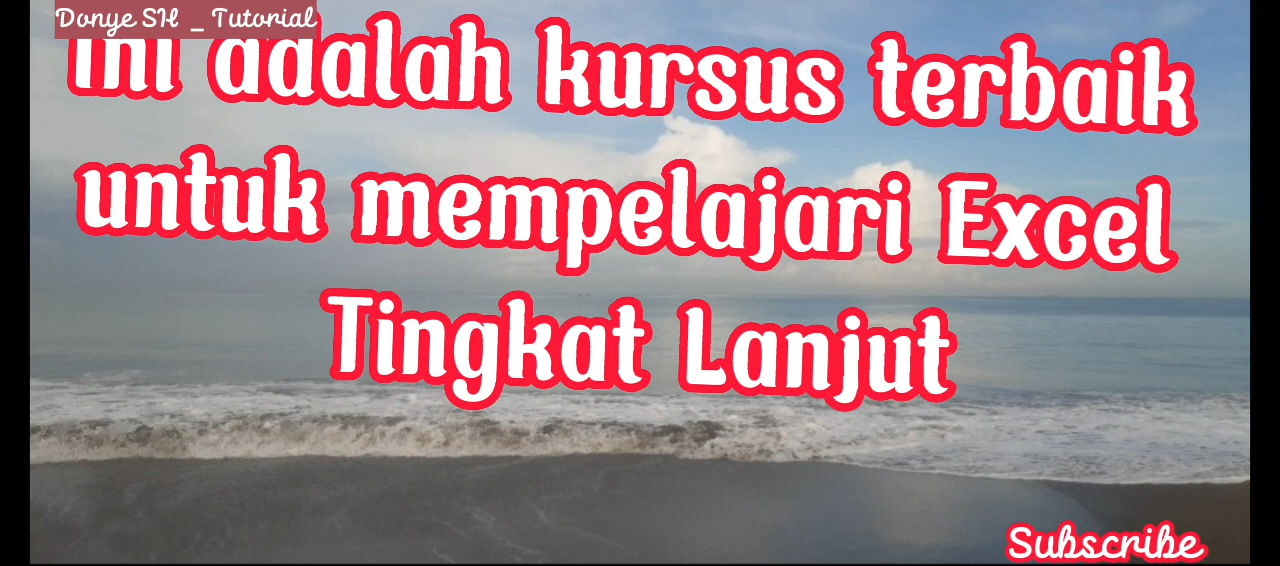 Donye SH _ Tutorial
Ini adalah kursus terbaik
untuk mempelajari Excel
Tingkat Lanjut
Subscribe